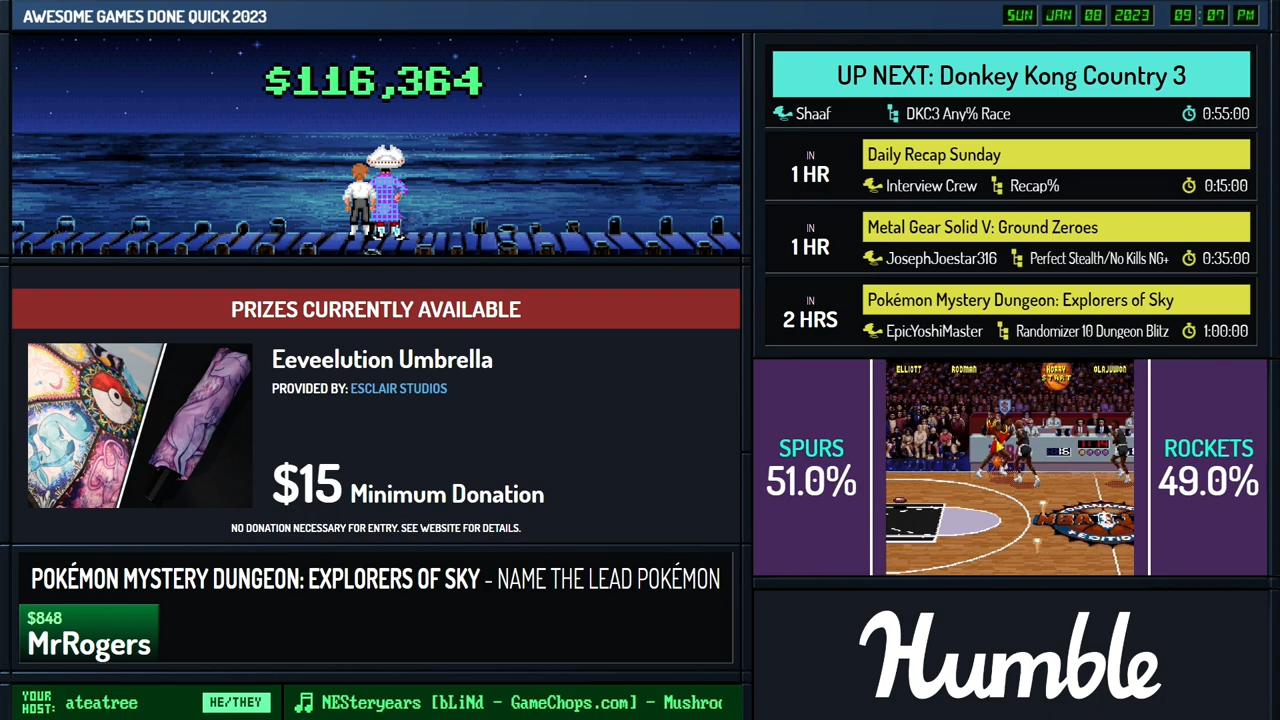 AWESOME GAMES DONE QUICK 2023
SUN JAN 08 2023 09:07 PM
$116,364
UP NEXT: Donkey Kong Country 3
Shaaf DKC3 Any% Race 0:55:00
IN
1 HR
Daily Recap Sunday
Interview Crew Recap% 0:15:00
IN
1 HR
Metal Gear Solid V: Ground Zeroes
JosephJoestar316 Perfect Stealth/No Kills NG+ 0:35:00
IN
2 HRS
Pokémon Mystery Dungeon: Explorers of Sky
EpicYoshiMaster Randomizer 10 Dungeon Blitz 1:00:00
PRIZES CURRENTLY AVAILABLE
Eeveelution Umbrella
PROVIDED BY: ESCLAIR STUDIOS
$15 Minimum Donation
NO DONATION NECESSARY FOR ENTRY. SEE WEBSITE FOR DETAILS.
SPURS
51.0%
ELLIOTT RODMAN HORRY OLAJUWON
START
TOURNAMENT
EDITION
ROCKETS
49.0%
POKÉMON MYSTERY DUNGEON: EXPLORERS OF SKY - NAME THE LEAD POKÉMON
$848
MrRogers
Humble
YOUR HOST: ateatree HE/THEY
NESteryears [bLiNd - GameChops.com] - Mushroo